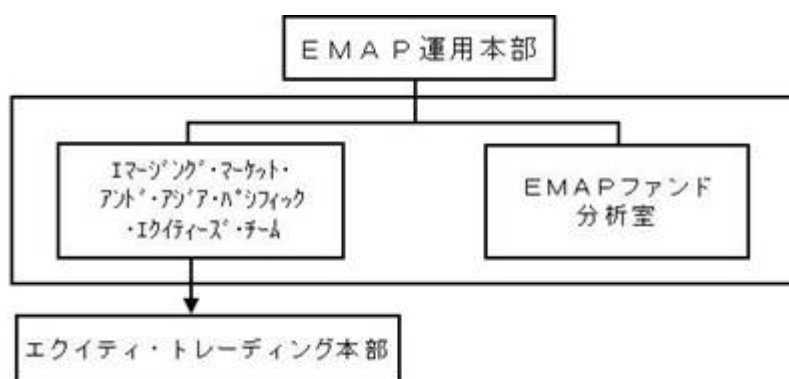 ＥＭＡＰ運用本部
ｴﾏｰｼﾞﾝｸﾞ・ﾏｰｹｯﾄ・
ｱﾝﾄﾞ・ｱｼﾞｱ・ﾊﾟｼﾌｨｯｸ
・ｴｸｲﾃｨｰｽﾞ・ﾁｰﾑ
ＥＭＡＰファンド
分析室
エクイティ・トレーディング本部